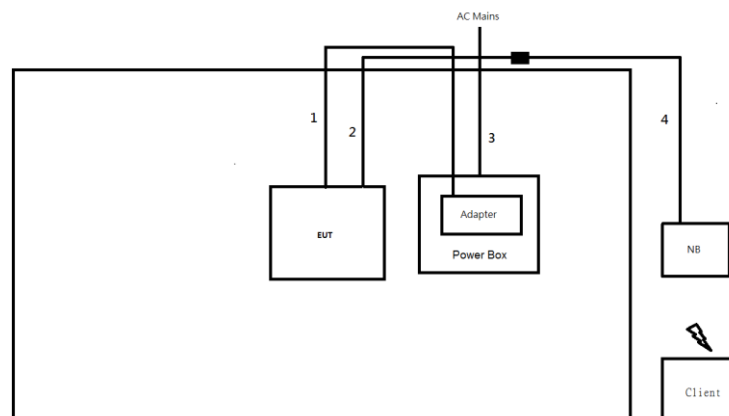 AC Mains
1
2
3
4
EUT
Adapter
Power Box
NB
Client